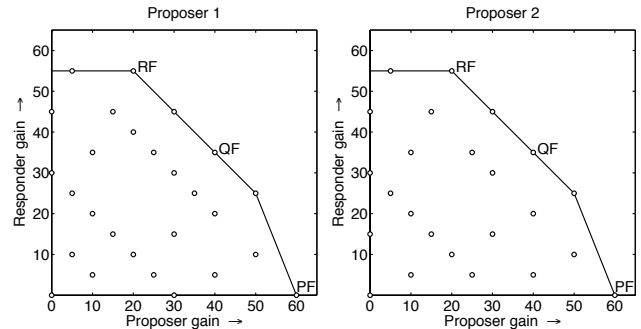 Proposer 1
Proposer 2
60
50
40
30
20
10
0 10 20 30 40 50 60
Responder gain →
Proposer gain →
RF
QF
PF
60
50
40
30
20
10
0 10 20 30 40 50 60
Responder gain →
Proposer gain →
RF
QF
PF